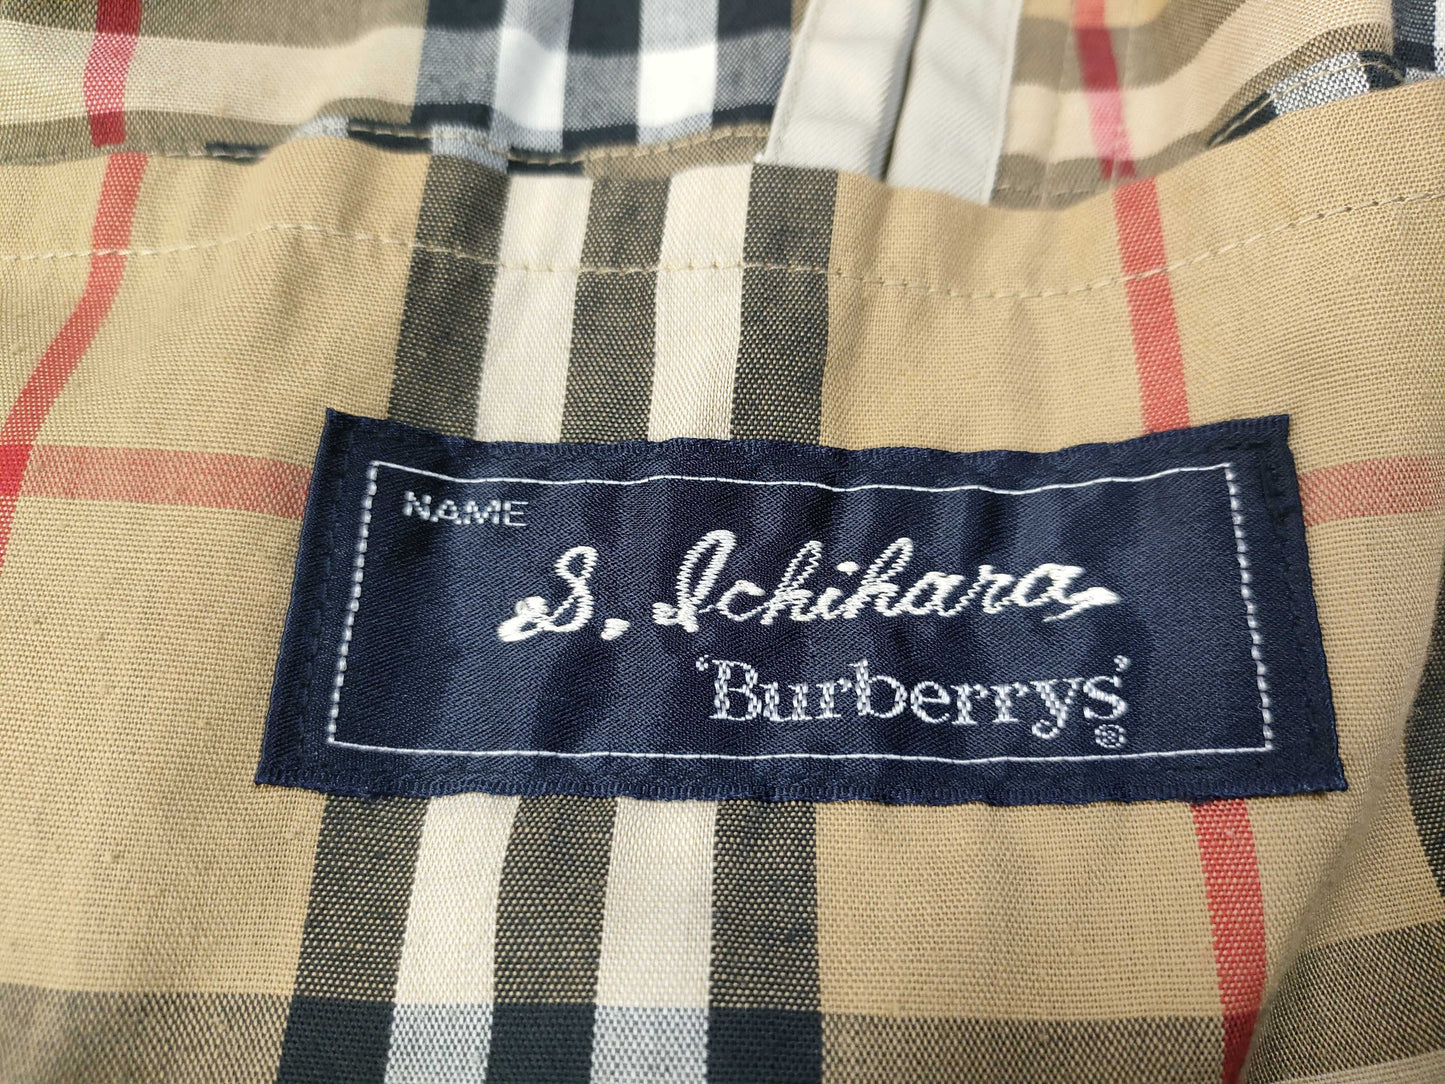 NAME
S. Ichihara
'Burberrys'
®